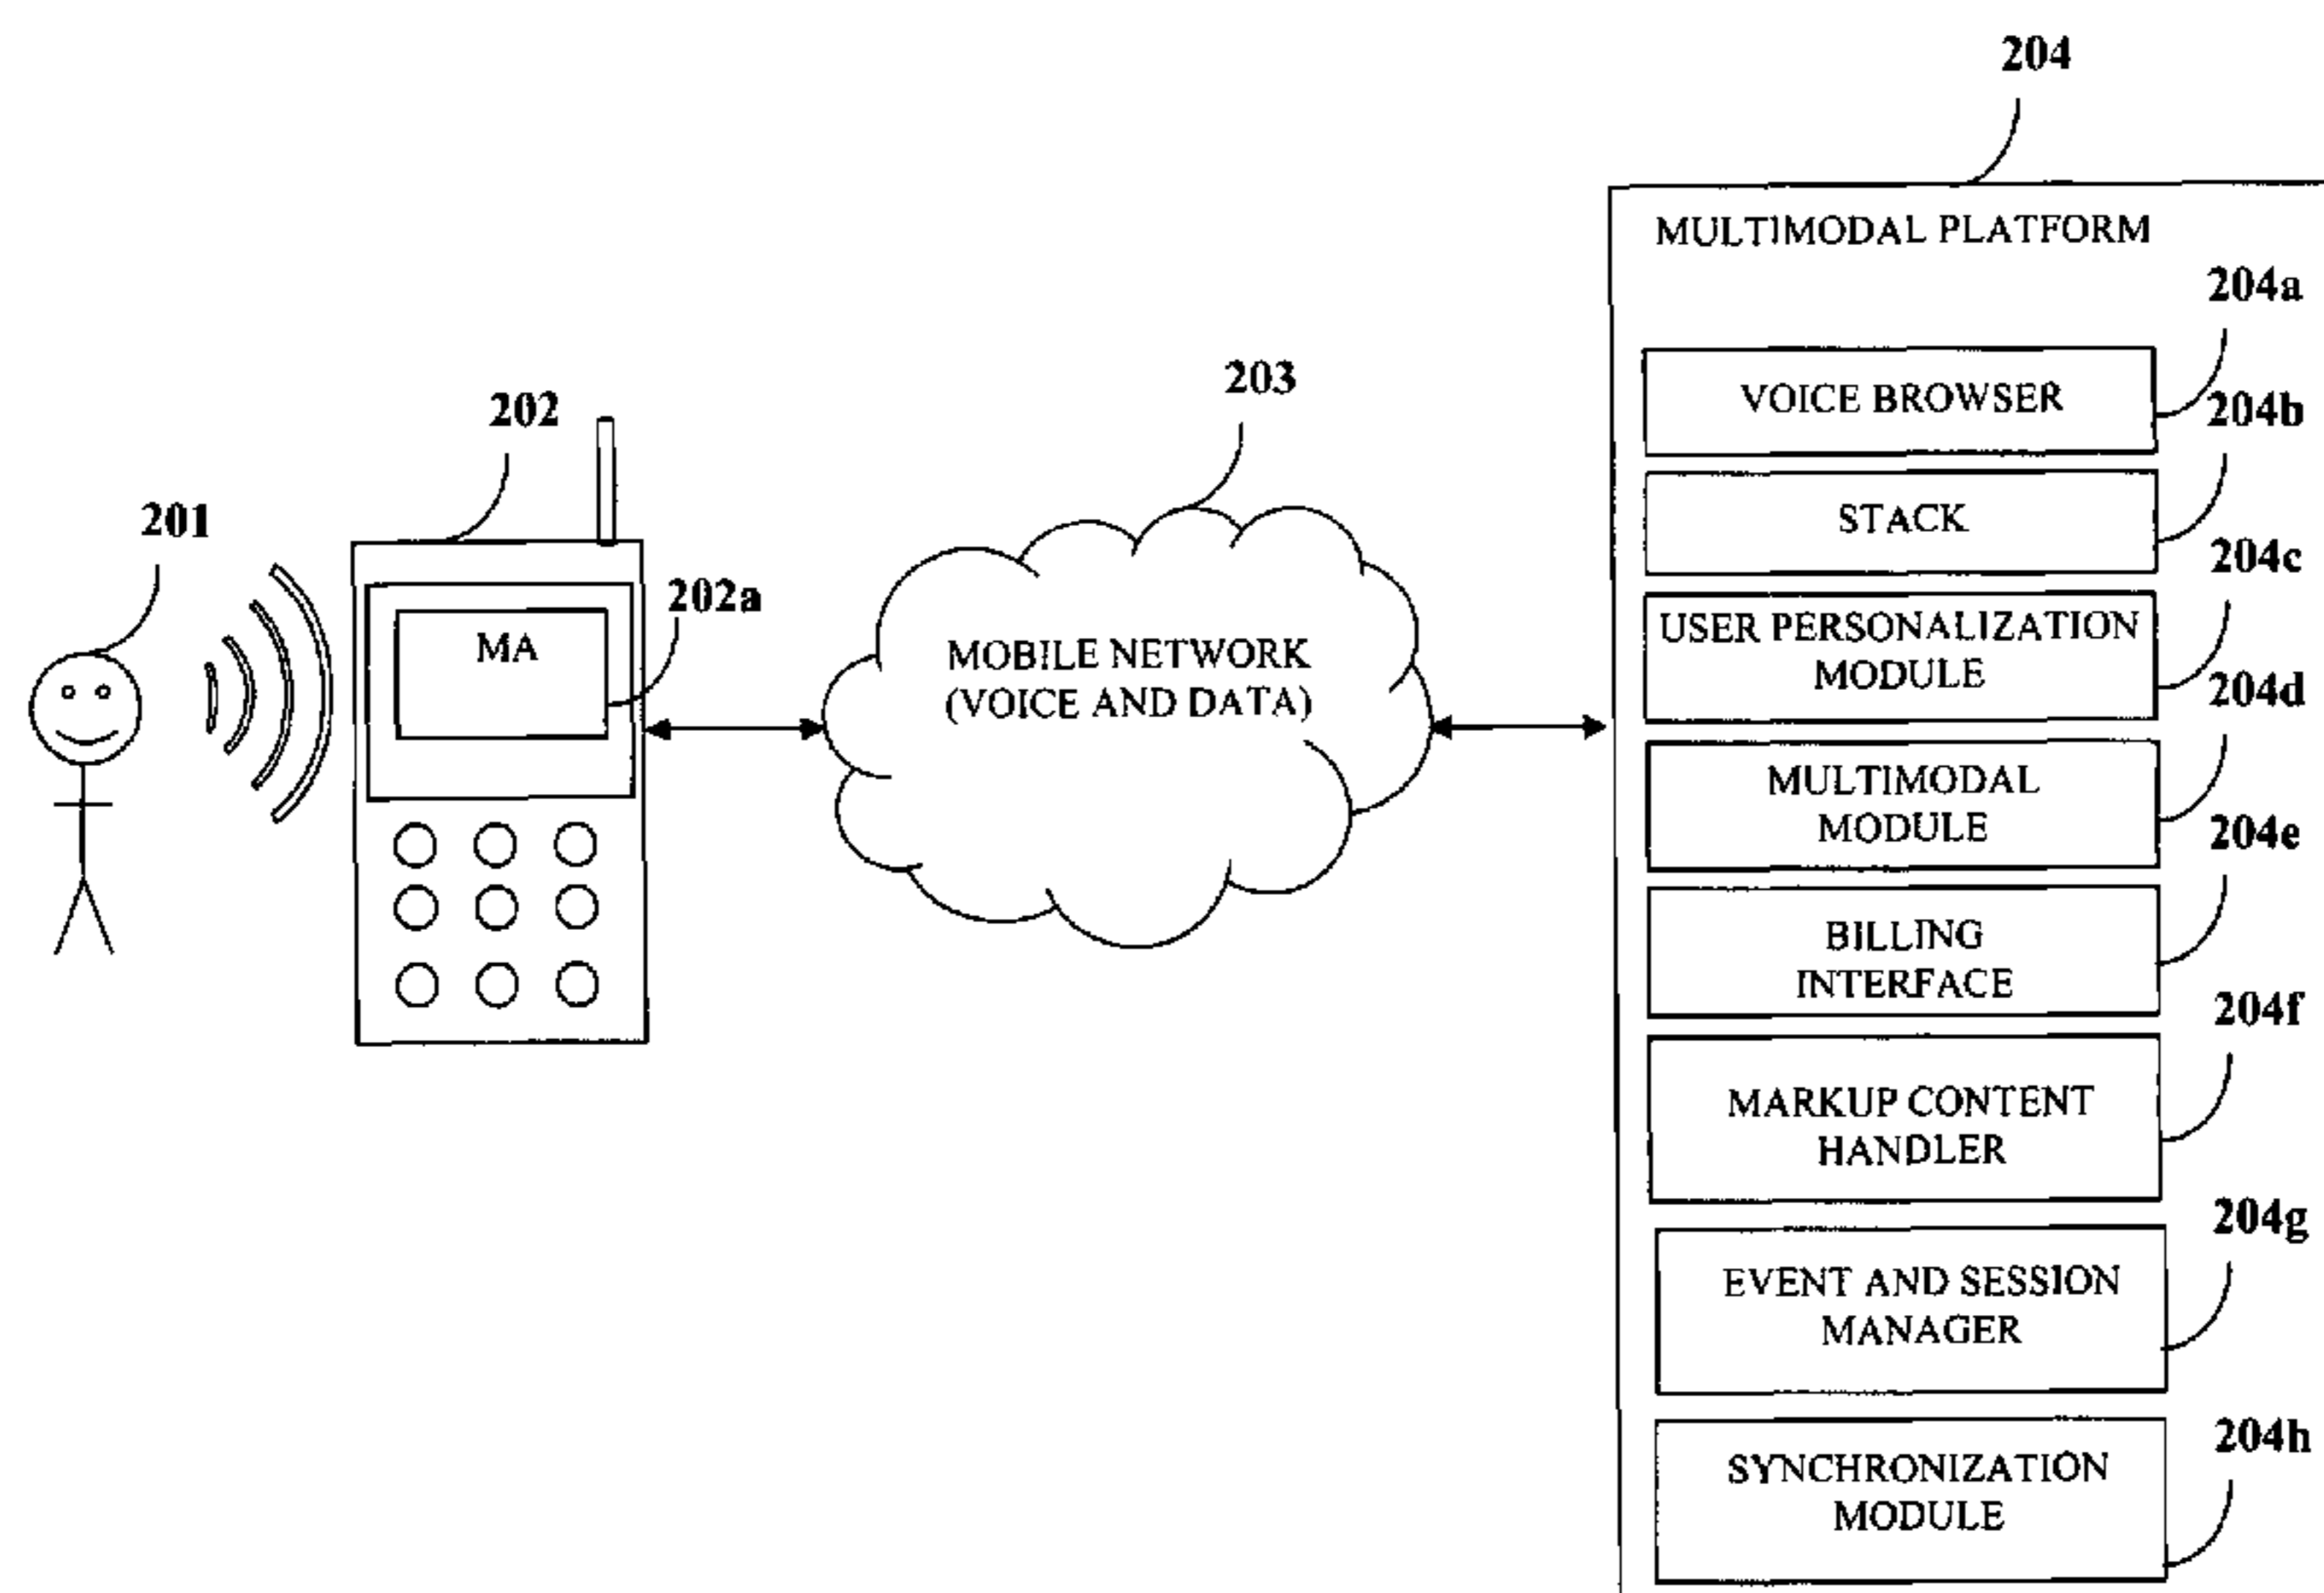 204
MULTIMODAL PLATFORM
204a
VOICE BROWSER
204b
STACK
204c
USER PERSONALIZATION
MODULE
204d
MULTIMODAL
MODULE
204e
BILLING
INTERFACE
204f
MARKUP CONTENT
HANDLER
204g
EVENT AND SESSION
MANAGER
204h
SYNCHRONIZATION
MODULE
203
MOBILE NETWORK
(VOICE AND DATA)
202
202a
MA
201